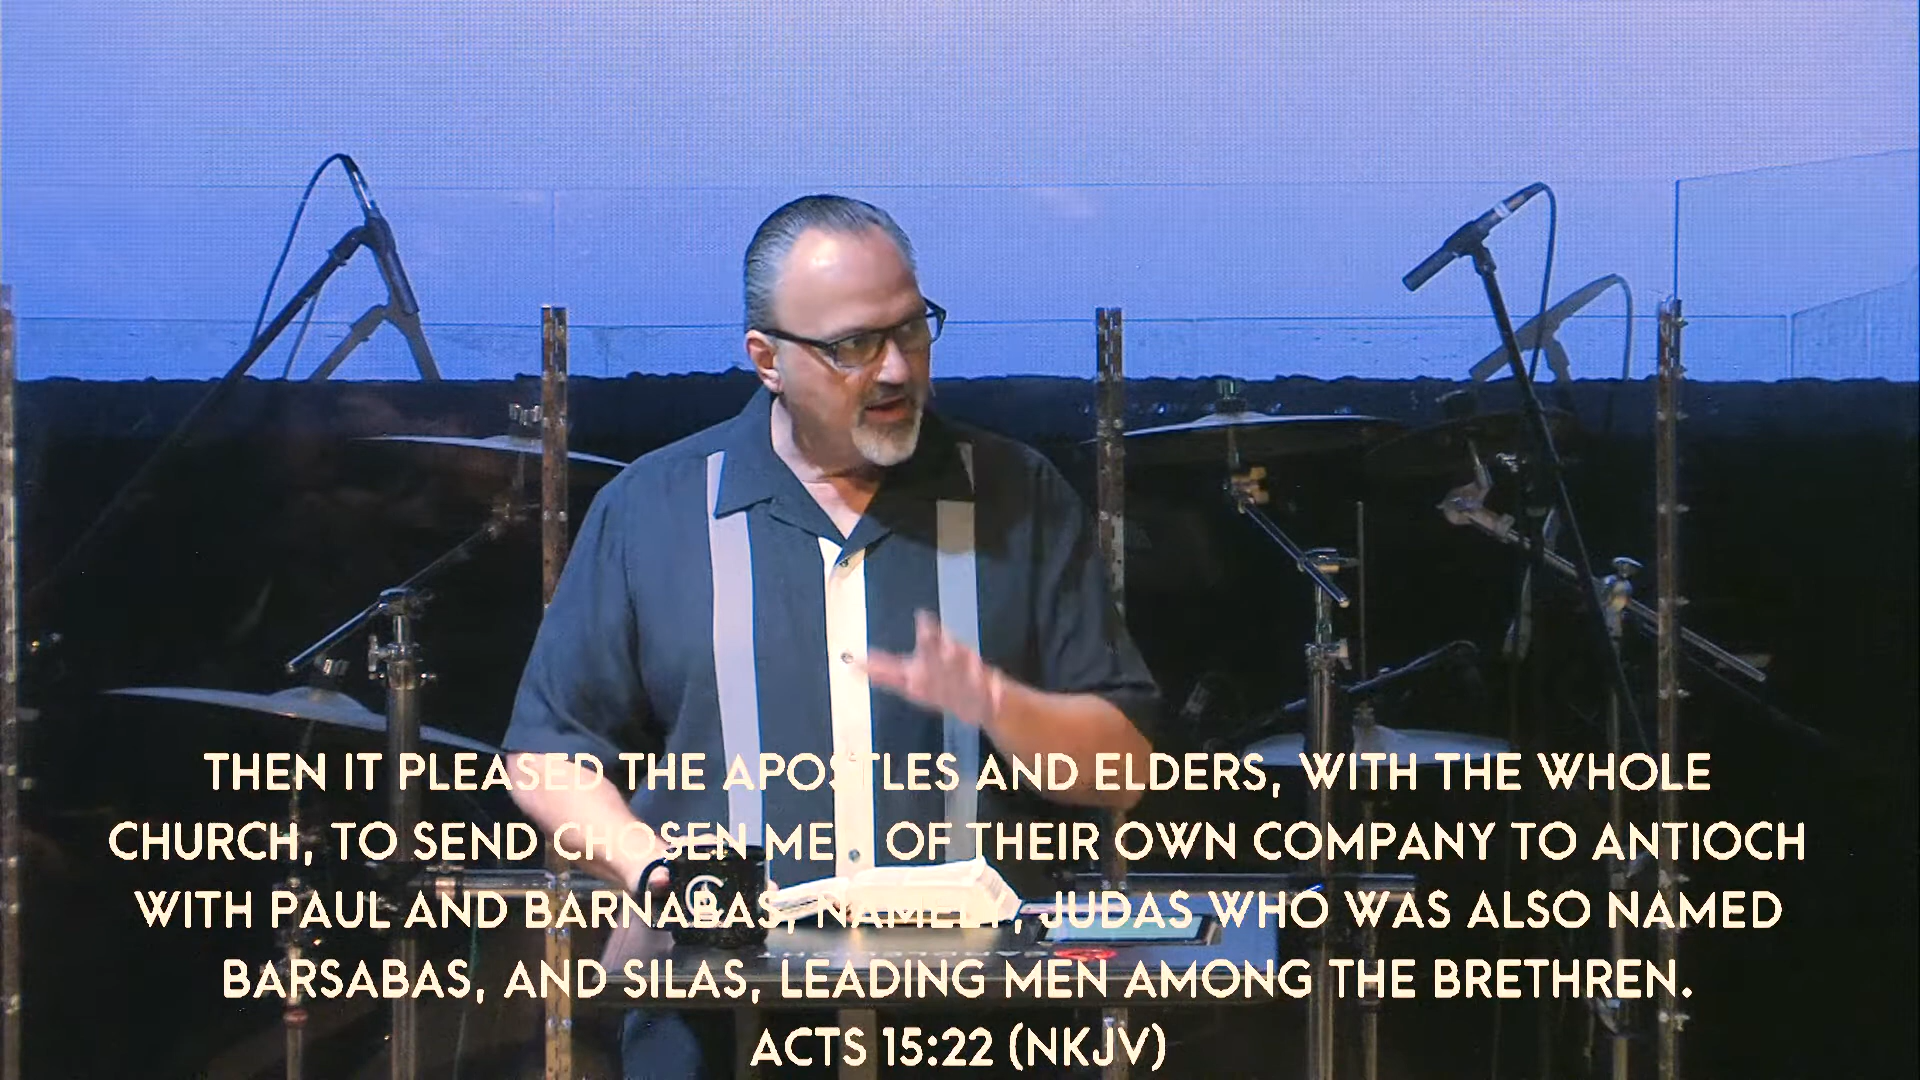 THEN IT PLEASED THE APOSTLES AND ELDERS, WITH THE WHOLE
CHURCH, TO SEND CHOSEN MEN OF THEIR OWN COMPANY TO ANTIOCH
WITH PAUL AND BARNABAS, NAMELY, JUDAS WHO WAS ALSO NAMED
BARSABAS, AND SILAS, LEADING MEN AMONG THE BRETHREN.
ACTS 15:22 (NKJV)